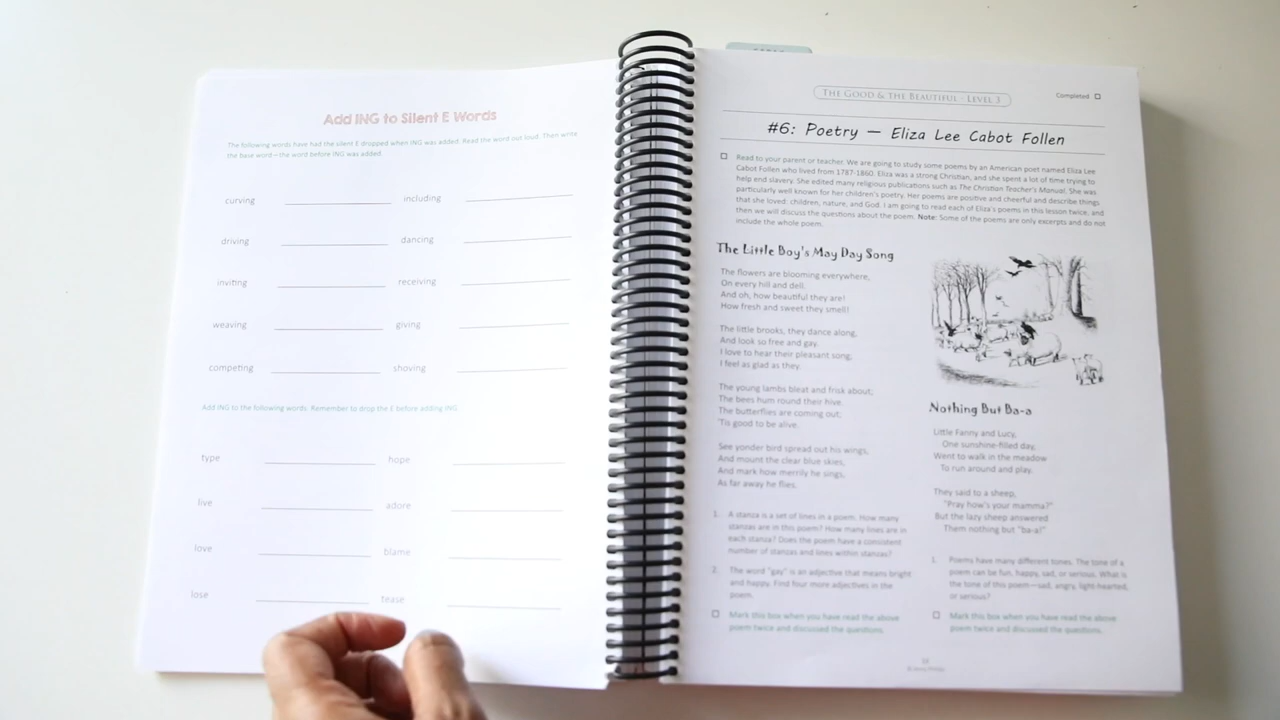 Add ING to Silent E Words
The following words have had the silent E dropped when ING was added. Read the word out loud. Then write
the base word—the word before ING was added.
curving including
driving dancing
inviting receiving
weaving giving
competing shoving
Add ING to the following words. Remember to drop the E before adding ING
type hope
live adore
love blame
lose tease
THE GOOD & THE BEAUTIFUL - LEVEL 3
Completed
#6: Poetry — Eliza Lee Cabot Follen
Read to your parent or teacher. We are going to study some poems by an American poet named Eliza Lee
Cabot Follen who lived from 1787-1860. Eliza was a strong Christian, and she spent a lot of time trying to
help end slavery. She edited many religious publications such as The Christian Teacher's Manual. She was
particularly well known for her children's poetry. Her poems are positive and cheerful and describe things
that she loved: children, nature, and God. I am going to read each of Eliza's poems in this lesson twice, and
then we will discuss the questions about the poem. Note: Some of the poems are only excerpts and do not
include the whole poem.
The Little Boy's May Day Song
The flowers are blooming everywhere,
On every hill and dell.
And oh, how beautiful they are!
How fresh and sweet they smell!
The little brooks, they dance along,
And look so free and gay.
I love to hear their pleasant song,
I feel as glad as they.
The young lambs bleat and frisk about;
The bees hum round their hive.
The butterflies are coming out;
'Tis good to be alive.
See yonder bird spread out his wings,
And mount the clear blue skies,
And mark how merrily he sings,
As far away he flies.
1. A stanza is a set of lines in a poem. How many
stanzas are in this poem? How many lines are in
each stanza? Does the poem have a consistent
number of stanzas and lines within stanzas?
2. The word "gay" is an adjective that means bright
and happy. Find four more adjectives in the
poem.
Mark this box when you have read the above
poem twice and discussed the questions.
Nothing But Ba-a
Little Fanny and Lucy,
One sunshine-filled day,
Went to walk in the meadow
To run around and play.
They said to a sheep,
"Pray how's your mamma?"
But the lazy sheep answered
Them nothing but "ba-a!"
1. Poems have many different tones. The tone of a
poem can be fun, happy, sad, or serious. What is
the tone of this poem—sad, angry, light-hearted,
or serious?
Mark this box when you have read the above
poem twice and discussed the questions.